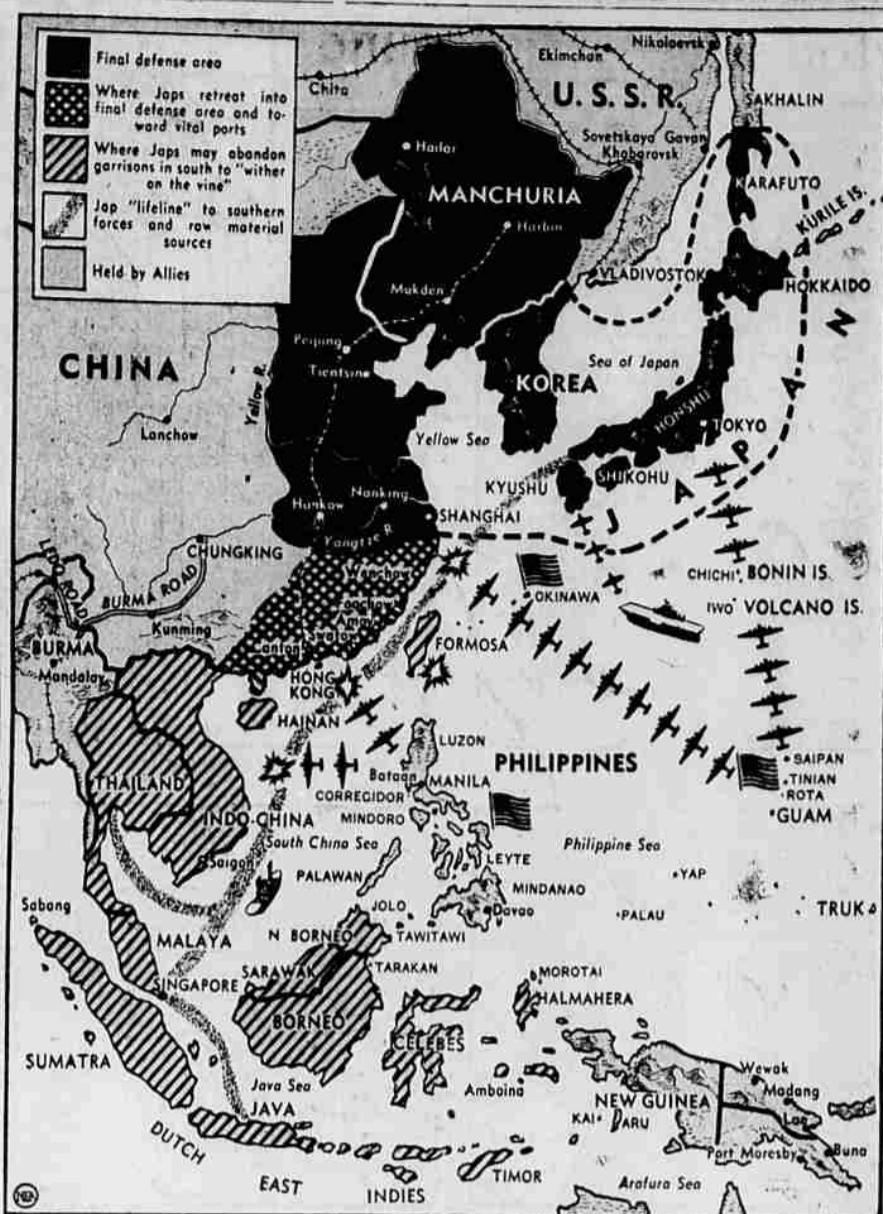 Final defense area
Where Japs retreat into
final defense area and to-
ward vital ports
Where Japs may abandon
garrisons in south to "wither
on the vine"
Jap "lifeline" to southern
forces and raw material
sources
Held by Allies
Nikolaevsk
Ekimchan
Chita
U. S. S. R.
SAKHALIN
Sovetskaya Gavan
Khabarovsk
Hailar
MANCHURIA
KARAFUTO
KURILE IS.
Harbin
VLADIVOSTOK
HOKKAIDO
Mukden
Peijing
Tientsin
CHINA
Yellow R.
KOREA
Sea of Japan
HONSHU
TOKYO
Lanchow
Yellow Sea
KYUSHU
SHIKOHU
JAPAN
Nanking
Hankow
SHANGHAI
Yangtze R.
CHUNGKING
LEDO ROAD
BURMA ROAD
Kunming
Wenchow
Foochow
Amoy
Swatow
Canton
CHICHI
BONIN IS.
OKINAWA
IWO
VOLCANO IS.
BURMA
Mandalay
FORMOSA
HONG
KONG
HAINAN
LUZON
PHILIPPINES
SAIPAN
TINIAN
ROTA
GUAM
THAILAND
Bataan
MANILA
CORREGIDOR
MINDORO
INDO-CHINA
South China Sea
Saigon
LEYTE
Philippine Sea
PALAWAN
MINDANAO
YAP
Sabang
JOLO
Davao
PALAU
TRUK
MALAYA
N BORNEO
TAWITAWI
SINGAPORE
SARAWAK
TARAKAN
MOROTAI
HALMAHERA
BORNEO
CELEBES
SUMATRA
Wewak
Java Sea
Amboina
NEW GUINEA
Madang
JAVA
KAI
ARU
Lae
DUTCH
Port Moresby
Buna
EAST
INDIES
TIMOR
Arafura Sea
NEA